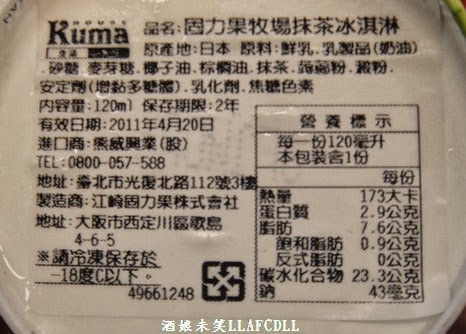 HOUSE
Kuma
品名:固力果牧場抹茶冰淇淋
原產地:日本 原料:鮮乳.乳製品(奶油)
.砂糖.麥芽糖.椰子油.棕櫚油.抹茶.蒟蒻粉.澱粉.
安定劑(增黏多糖體).乳化劑.焦糖色素
內容量:120ml 保存期限:2年
有效日期:2011年4月20日
進口商:熊威興業(股)
TEL:0800-057-588
地址:臺北市光復北路112號3樓
製造商:江崎固力果株式會社
地址:大阪市西定川區歌島
4-6-5
※請冷凍保存於
-18度C以下。
49661248
營養標示
每一份120毫升
本包裝含1份
每份
熱量 173大卡
蛋白質 2.9公克
脂肪 7.6公克
飽和脂肪 0.9公克
反式脂肪 0公克
碳水化合物 23.3公克
鈉 43毫克
酒娘未笑LLAFCDLL